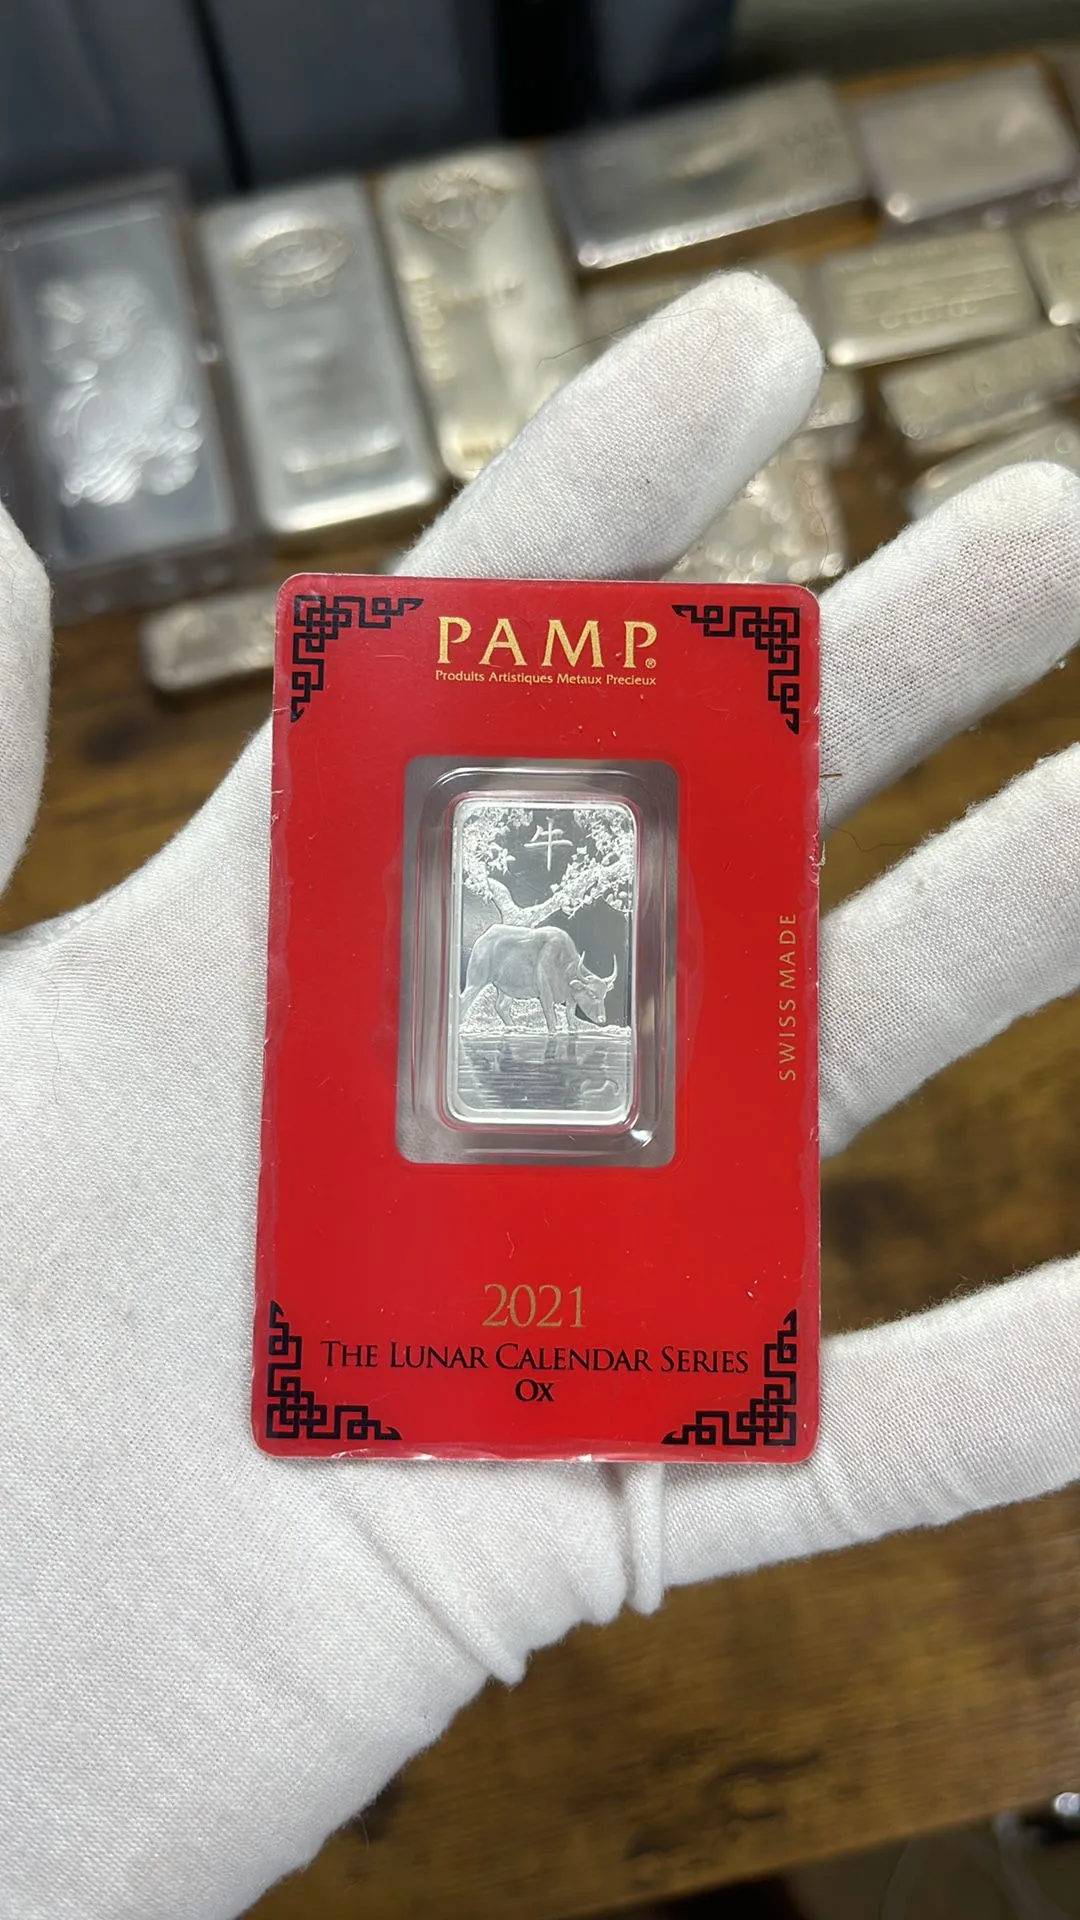 PAMP®
Produits Artistiques Metaux Precieux
牛
SWISS MADE
2021
THE LUNAR CALENDAR SERIES
OX